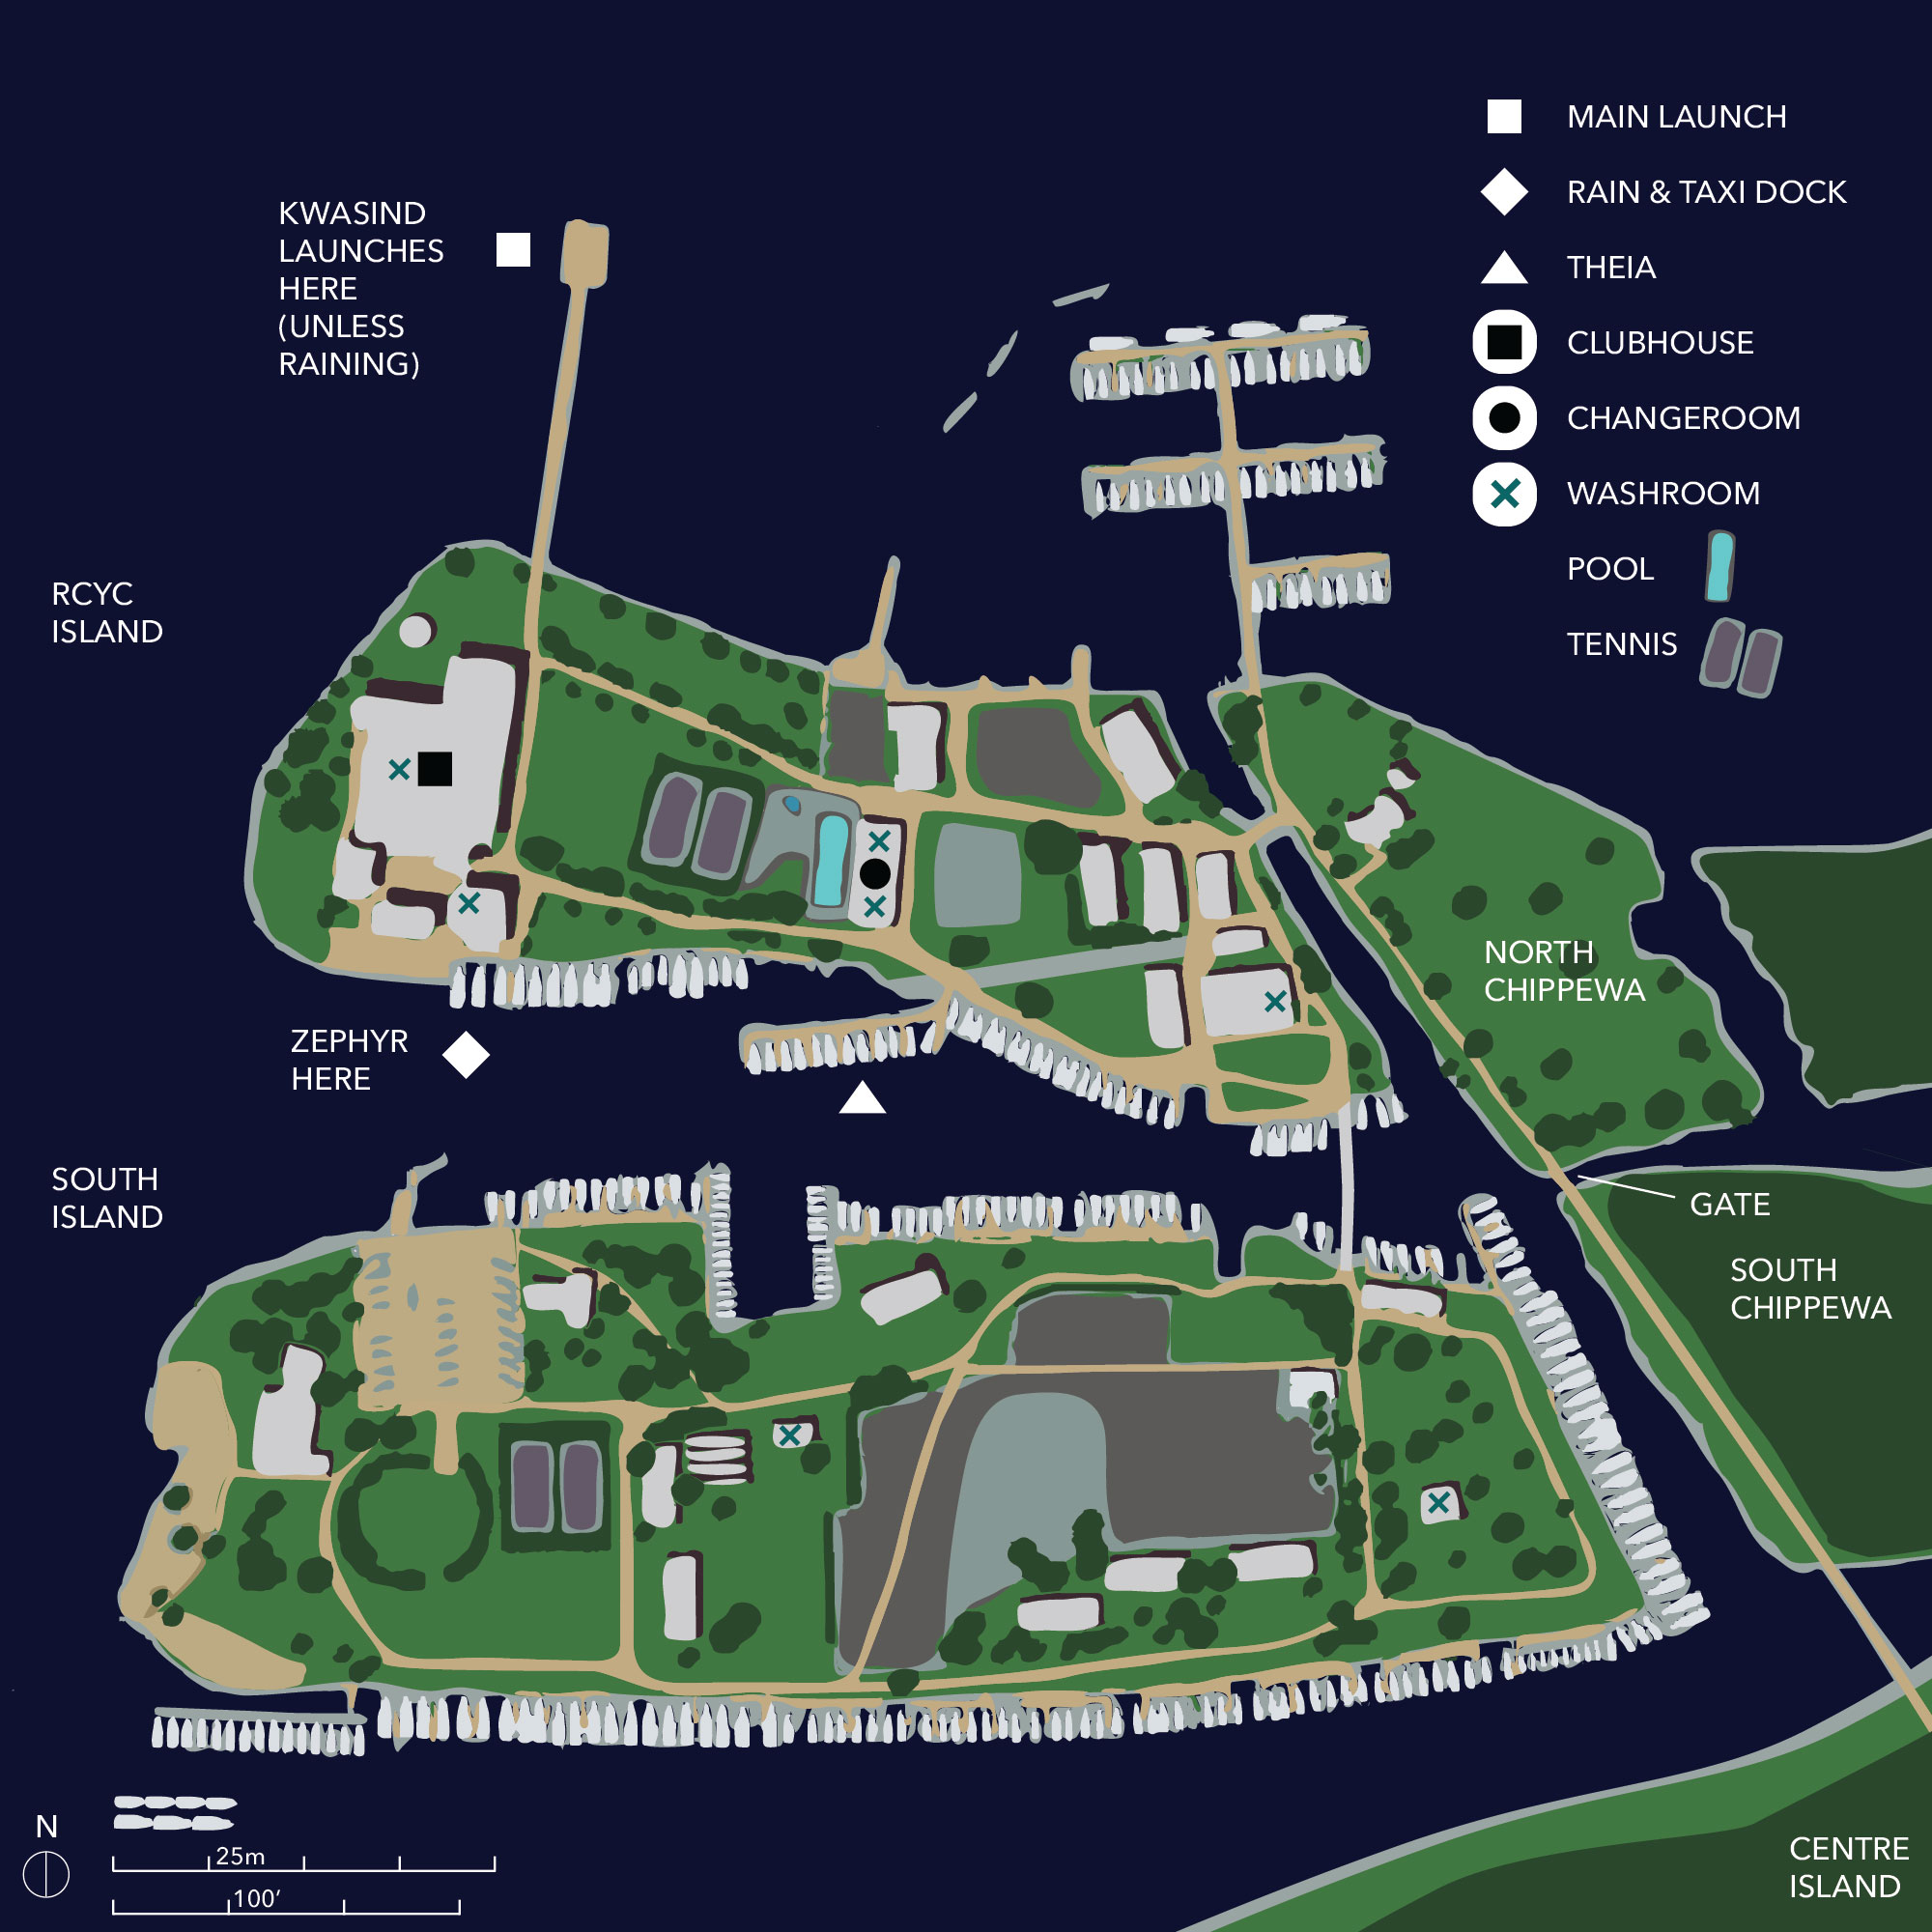 MAIN LAUNCH
RAIN & TAXI DOCK
THEIA
CLUBHOUSE
CHANGEROOM
WASHROOM
POOL
TENNIS
KWASIND
LAUNCHES
HERE
(UNLESS
RAINING)
RCYC
ISLAND
NORTH
CHIPPEWA
ZEPHYR
HERE
SOUTH
ISLAND
GATE
SOUTH
CHIPPEWA
N
25m
100'
CENTRE
ISLAND